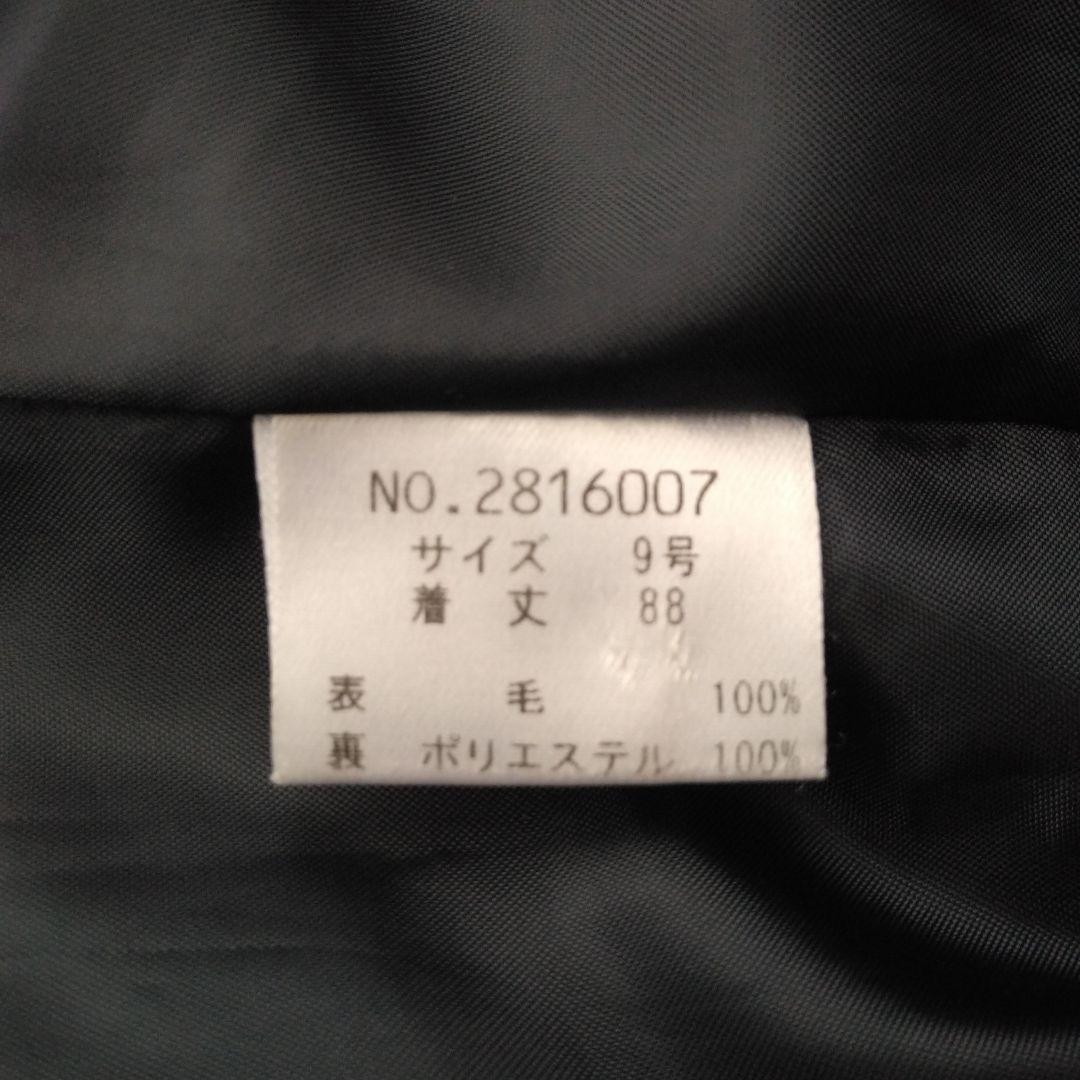 NO.2816007
サイズ 9号
着丈 88
表 毛 100%
裏 ポリエステル 100%